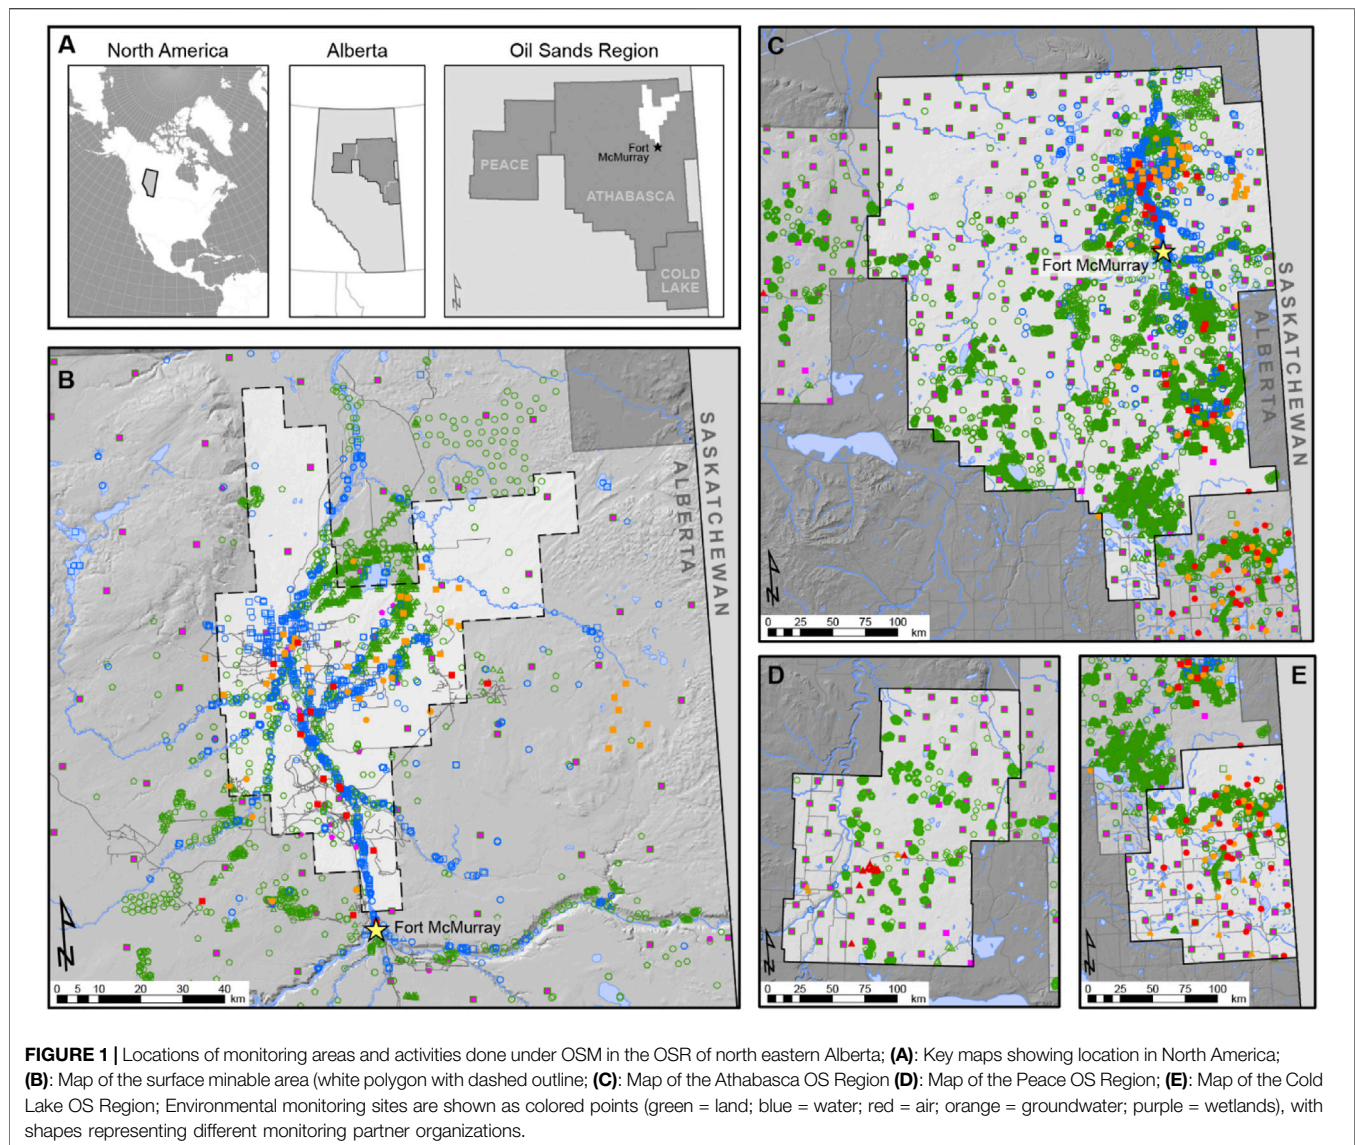 A
North America
Alberta
Oil Sands Region
PEACE
Fort
McMurray
ATHABASCA
COLD
LAKE
N
B
SASKATCHEWAN
ALBERTA
Fort McMurray
N
0 5 10 20 30 40
km
C
Fort McMurray
SASKATCHEWAN
ALBERTA
N
0 25 50 75 100
km
D
N
0 25 50 75 100
km
E
N
0 25 50 75 100
km
FIGURE 1 | Locations of monitoring areas and activities done under OSM in the OSR of north eastern Alberta; (A): Key maps showing location in North America;
(B): Map of the surface minable area (white polygon with dashed outline; (C): Map of the Athabasca OS Region (D): Map of the Peace OS Region; (E): Map of the Cold
Lake OS Region; Environmental monitoring sites are shown as colored points (green = land; blue = water; red = air; orange = groundwater; purple = wetlands), with
shapes representing different monitoring partner organizations.